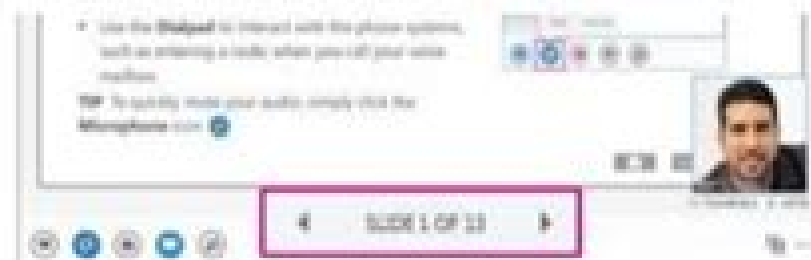 Use the Dialpad to interact with the phone systems,
such as entering a code, when you call your voice
mailbox.
TIP To quickly mute your audio, simply click the
Microphone icon
SLIDE 1 OF 13